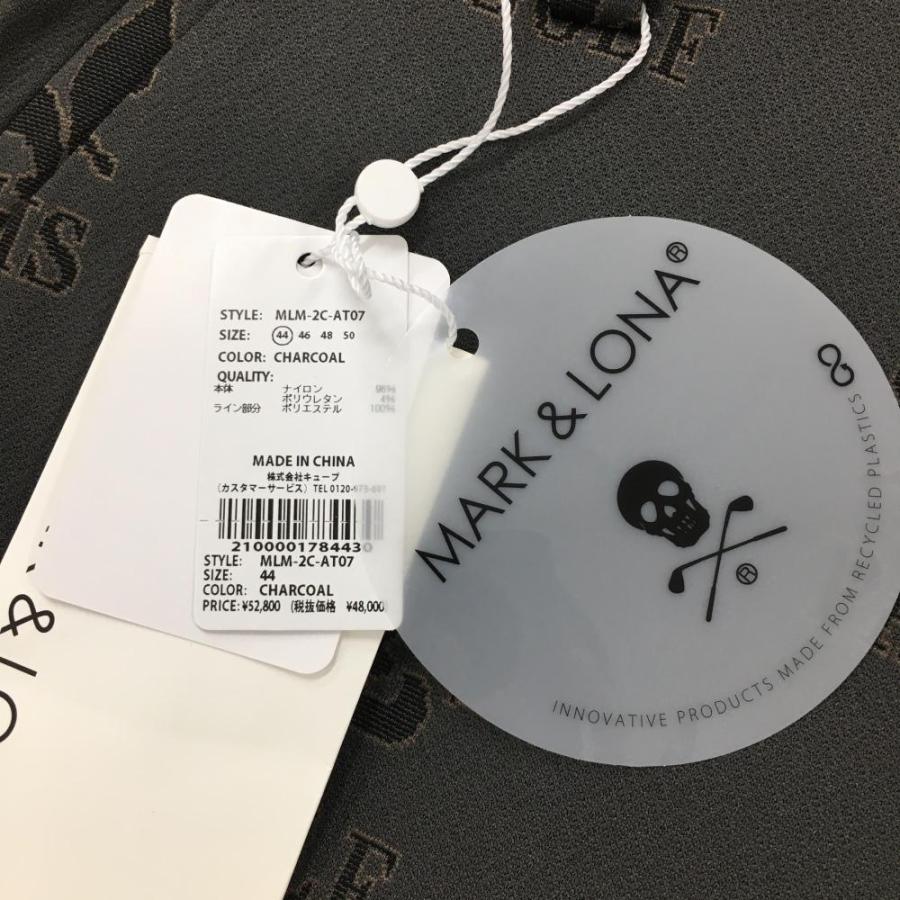 STYLE: MLM-2C-AT07
SIZE: 44 46 48 50
COLOR: CHARCOAL
QUALITY:
本体 ナイロン 96%
ポリウレタン 4%
ライン部分 ポリエステル 100%
MADE IN CHINA
株式会社キューブ
(カスタマーサービス) TEL 0120-973-691
2100001784430
STYLE: MLM-2C-AT07
SIZE: 44
COLOR: CHARCOAL
PRICE: ¥52,800 (税抜価格 ¥48,000)
MARK & LONA®
®
INNOVATIVE PRODUCTS MADE FROM RECYCLED PLASTICS